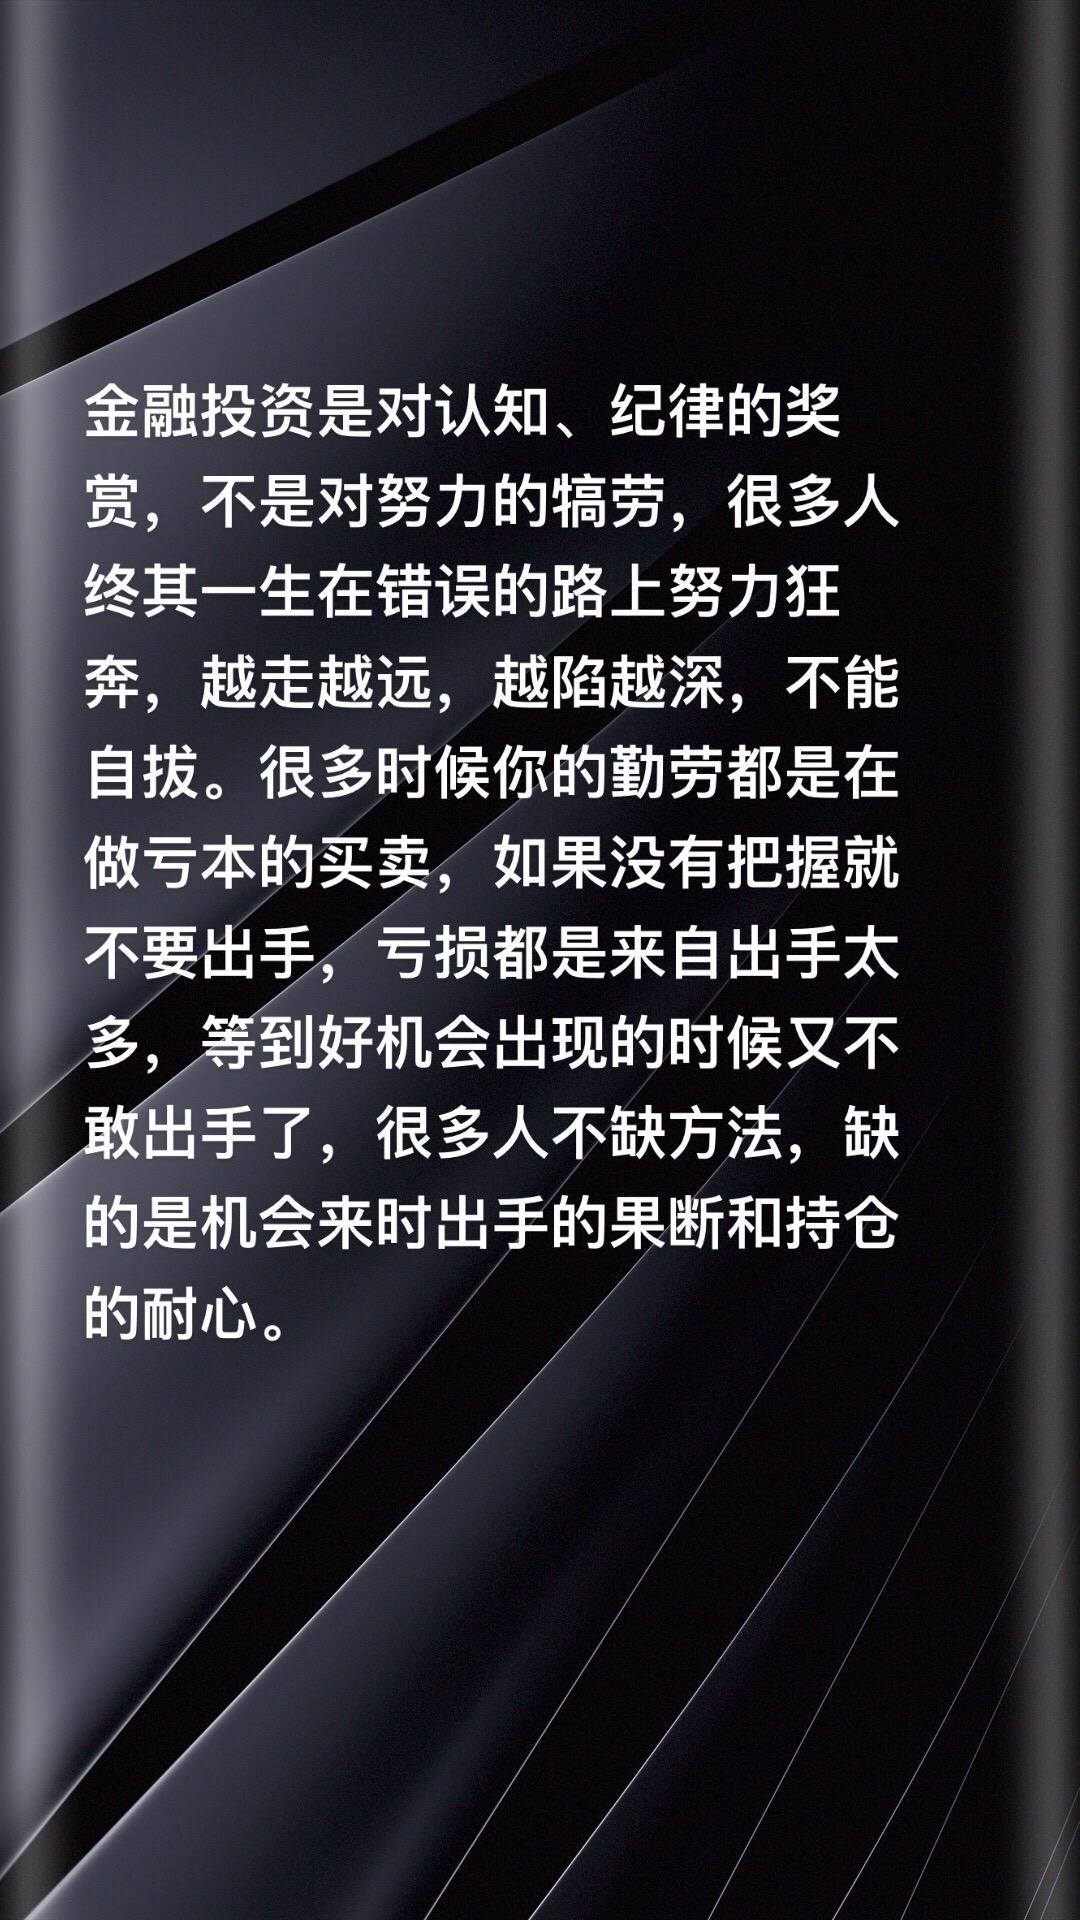 金融投资是对认知、纪律的奖
赏，不是对努力的犒劳，很多人
终其一生在错误的路上努力狂
奔，越走越远，越陷越深，不能
自拔。很多时候你的勤劳都是在
做亏本的买卖，如果没有把握就
不要出手，亏损都是来自出手太
多，等到好机会出现的时候又不
敢出手了，很多人不缺方法，缺
的是机会来时出手的果断和持仓
的耐心。